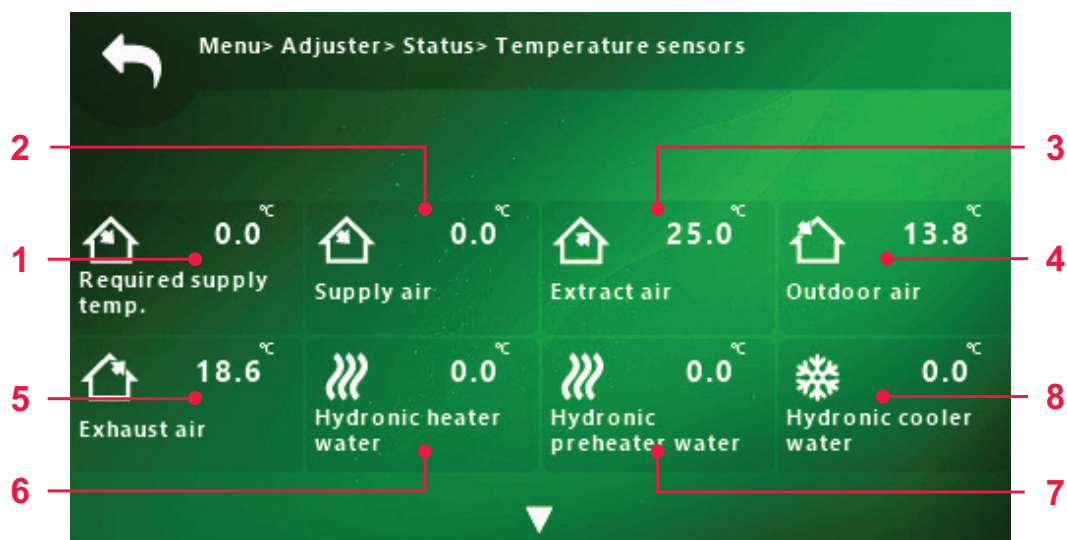 Menu> Adjuster> Status> Temperature sensors
2
3
1
0.0 °C
Required supply
temp.
0.0 °C
Supply air
25.0 °C
Extract air
13.8 °C
Outdoor air
4
5
18.6 °C
Exhaust air
0.0 °C
Hydronic heater
water
0.0 °C
Hydronic
preheater water
0.0 °C
Hydronic cooler
water
8
6
7